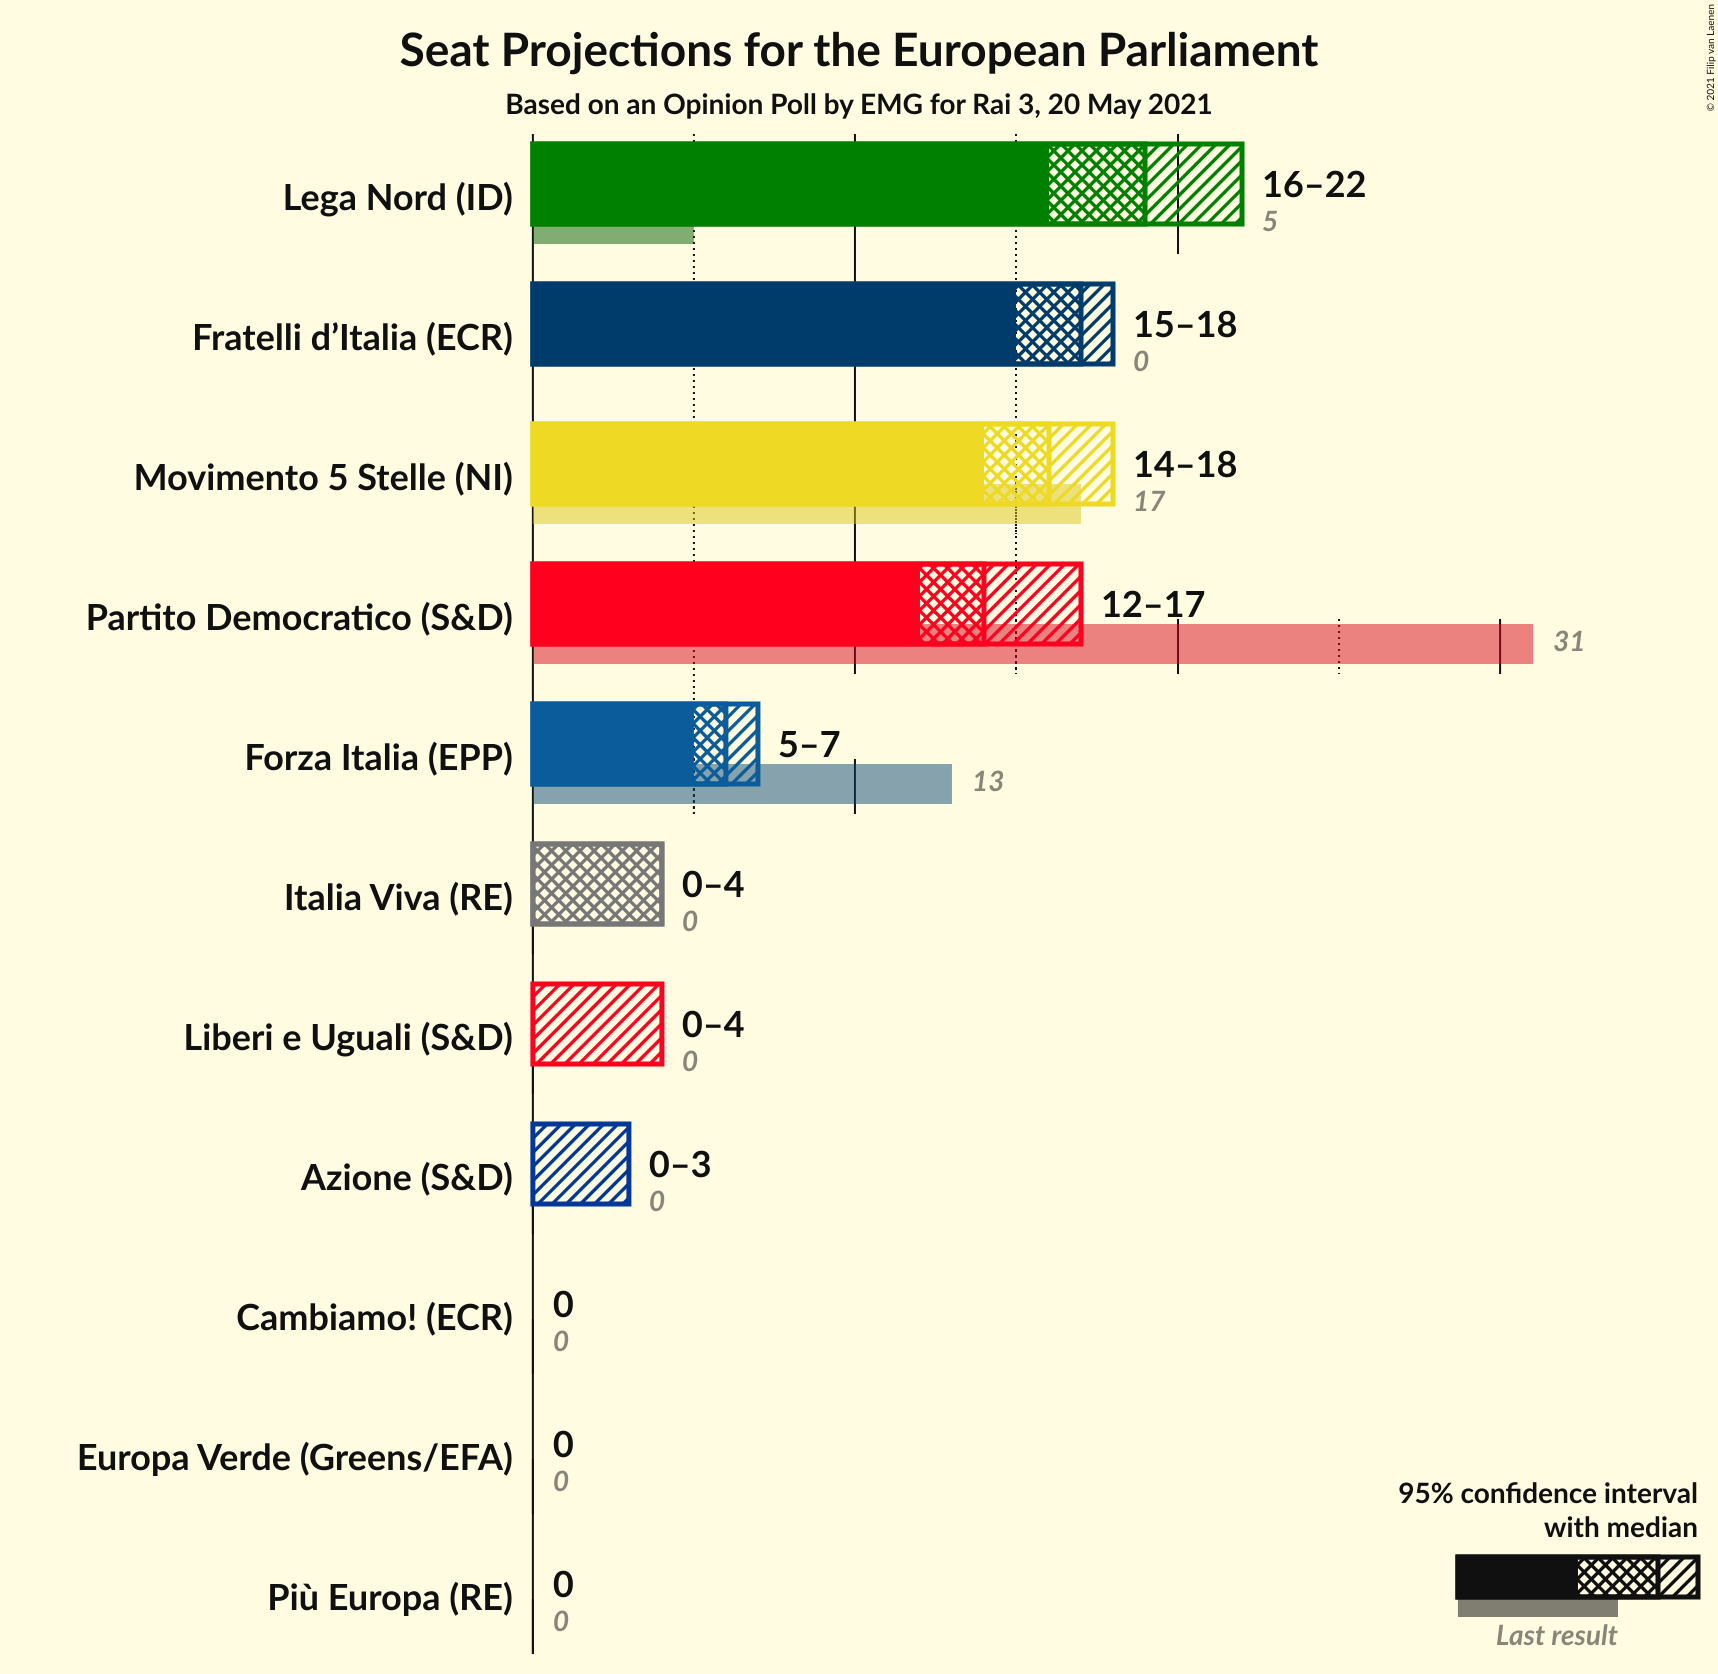 Seat Projections for the European Parliament
Based on an Opinion Poll by EMG for Rai 3, 20 May 2021
© 2021 Filip van Laenen
Lega Nord (ID)
16–22
5
Fratelli d’Italia (ECR)
15–18
0
Movimento 5 Stelle (NI)
14–18
17
Partito Democratico (S&D)
12–17
31
Forza Italia (EPP)
5–7
13
Italia Viva (RE)
0–4
0
Liberi e Uguali (S&D)
0–4
0
Azione (S&D)
0–3
0
Cambiamo! (ECR)
0
0
Europa Verde (Greens/EFA)
0
0
Più Europa (RE)
0
0
95% confidence interval
with median
Last result